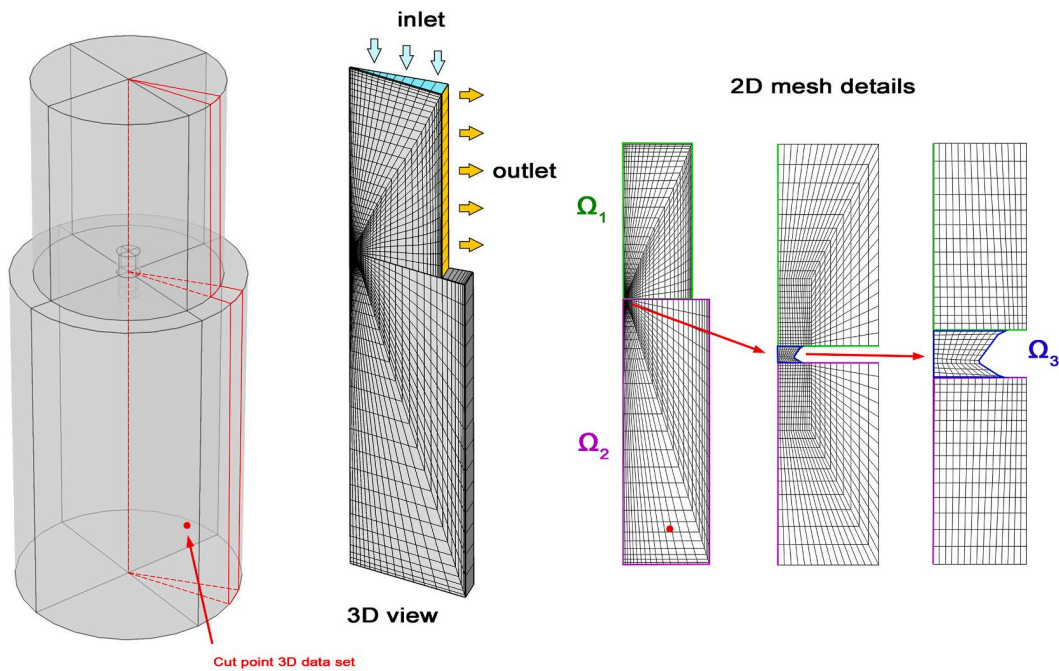 inlet
outlet
2D mesh details
Ω1
Ω2
Ω3
3D view
Cut point 3D data set